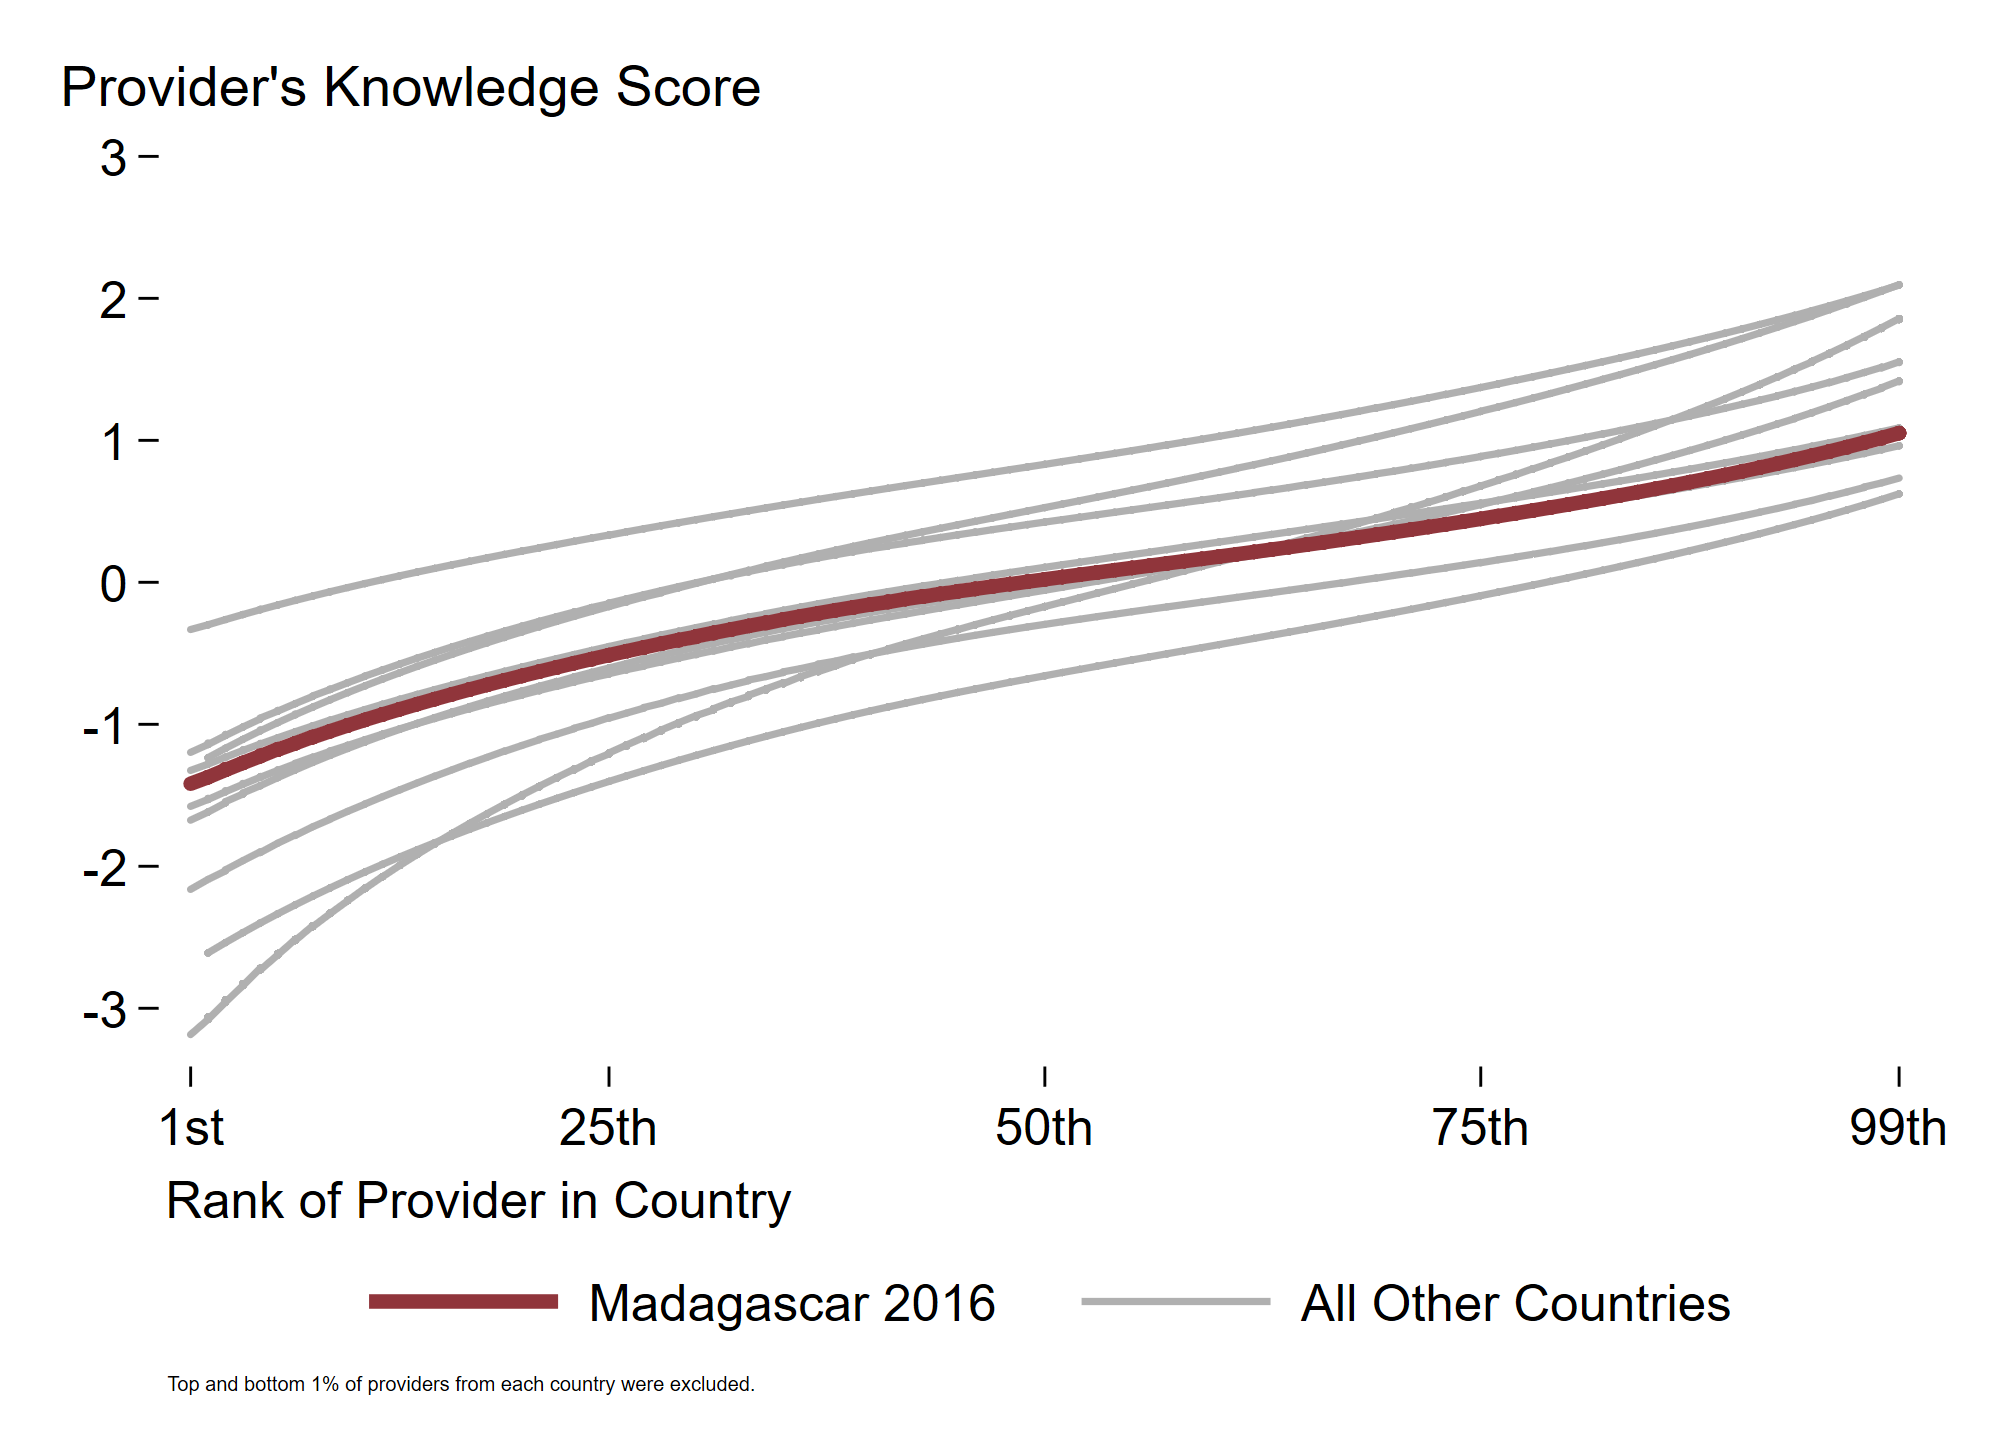 Provider's Knowledge Score
3
2
1
0
-1
-2
-3
1st 25th 50th 75th 99th
Rank of Provider in Country
Madagascar 2016 All Other Countries
Top and bottom 1% of providers from each country were excluded.